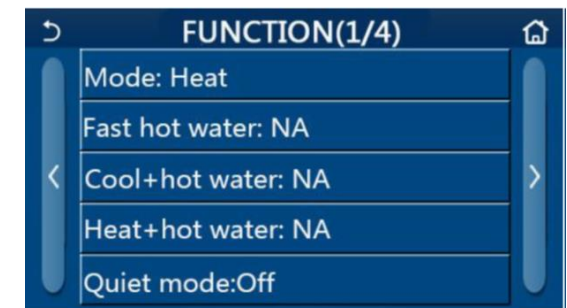 FUNCTION(1/4)
Mode: Heat
Fast hot water: NA
Cool+hot water: NA
Heat+hot water: NA
Quiet mode:Off